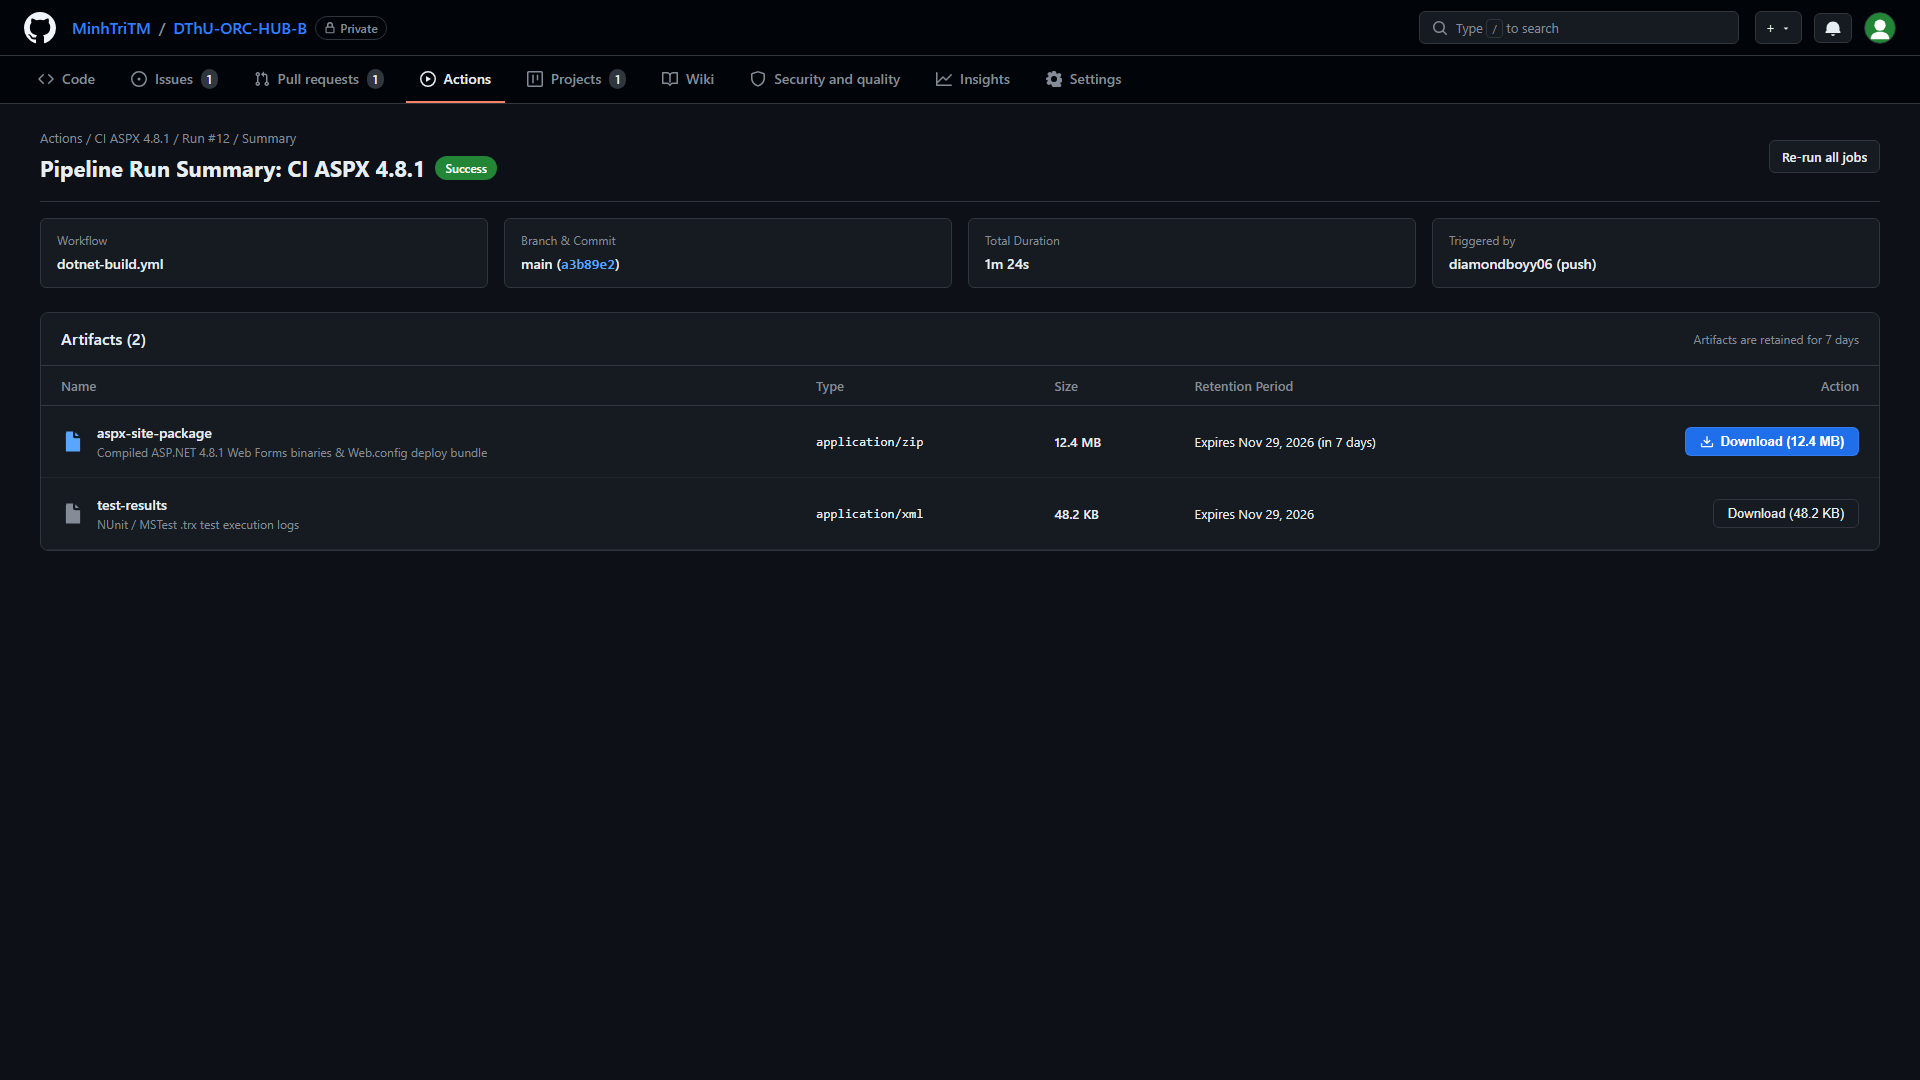 MinhTriTM / DThU-ORC-HUB-B Private
Type / to search
+
Code
Issues 1
Pull requests 1
Actions
Projects 1
Wiki
Security and quality
Insights
Settings
Actions / CI ASPX 4.8.1 / Run #12 / Summary
Pipeline Run Summary: CI ASPX 4.8.1 Success
Re-run all jobs
Workflow
dotnet-build.yml
Branch & Commit
main (a3b89e2)
Total Duration
1m 24s
Triggered by
diamondboyy06 (push)
Artifacts (2)
Artifacts are retained for 7 days
Name Type Size Retention Period Action
aspx-site-package
Compiled ASP.NET 4.8.1 Web Forms binaries & Web.config deploy bundle
application/zip
12.4 MB
Expires Nov 29, 2026 (in 7 days)
Download (12.4 MB)
test-results
NUnit / MSTest .trx test execution logs
application/xml
48.2 KB
Expires Nov 29, 2026
Download (48.2 KB)